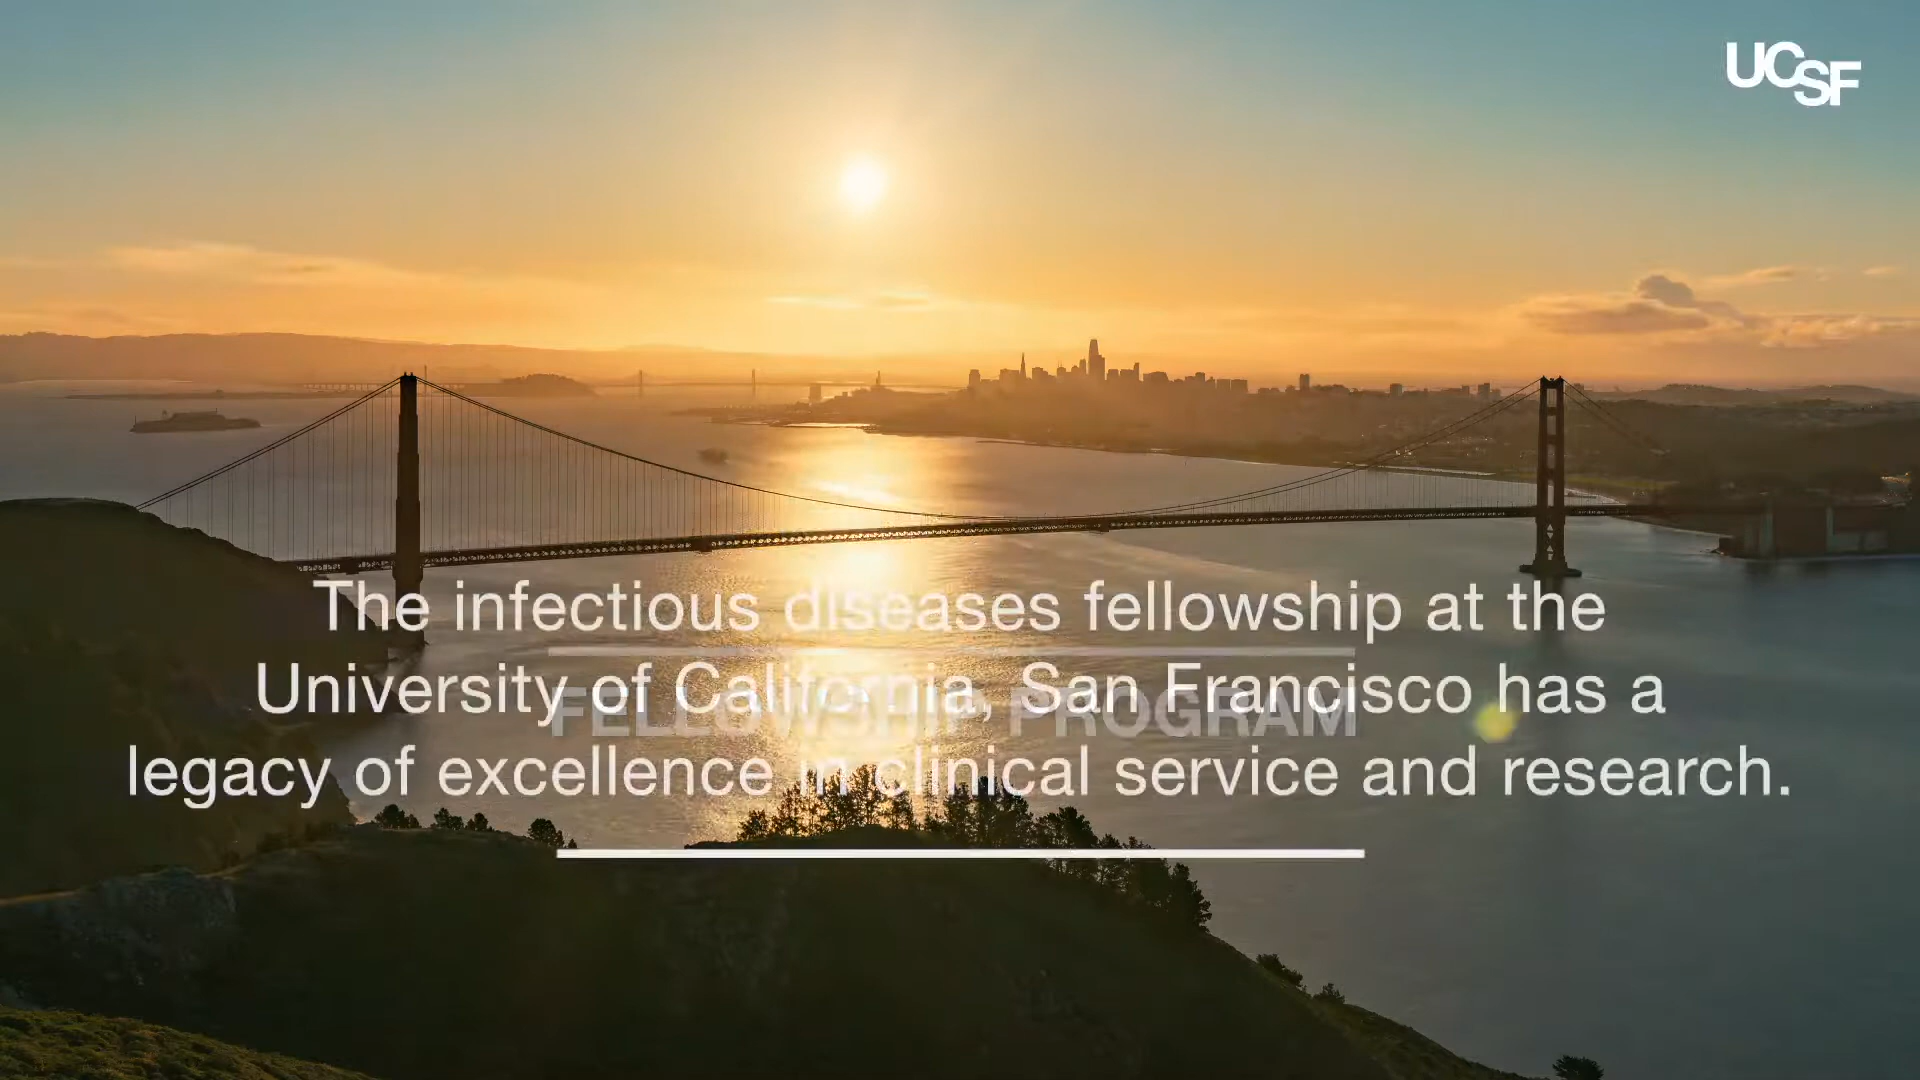 UCSF
The infectious diseases fellowship at the
University of California, San Francisco has a
FELLOWSHIP PROGRAM
legacy of excellence in clinical service and research.